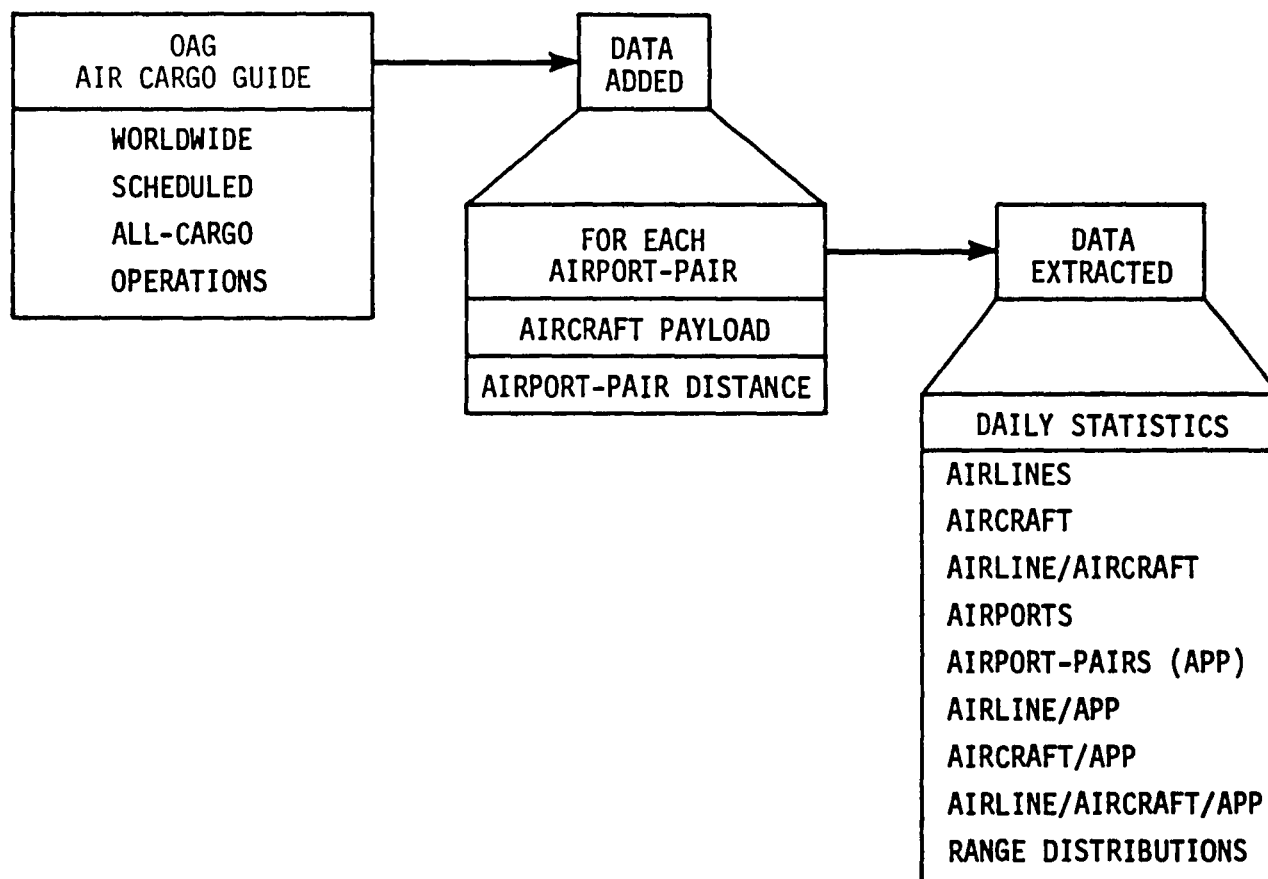 OAG
AIR CARGO GUIDE
WORLDWIDE
SCHEDULED
ALL-CARGO
OPERATIONS
DATA
ADDED
FOR EACH
AIRPORT-PAIR
AIRCRAFT PAYLOAD
AIRPORT-PAIR DISTANCE
DATA
EXTRACTED
DAILY STATISTICS
AIRLINES
AIRCRAFT
AIRLINE/AIRCRAFT
AIRPORTS
AIRPORT-PAIRS (APP)
AIRLINE/APP
AIRCRAFT/APP
AIRLINE/AIRCRAFT/APP
RANGE DISTRIBUTIONS